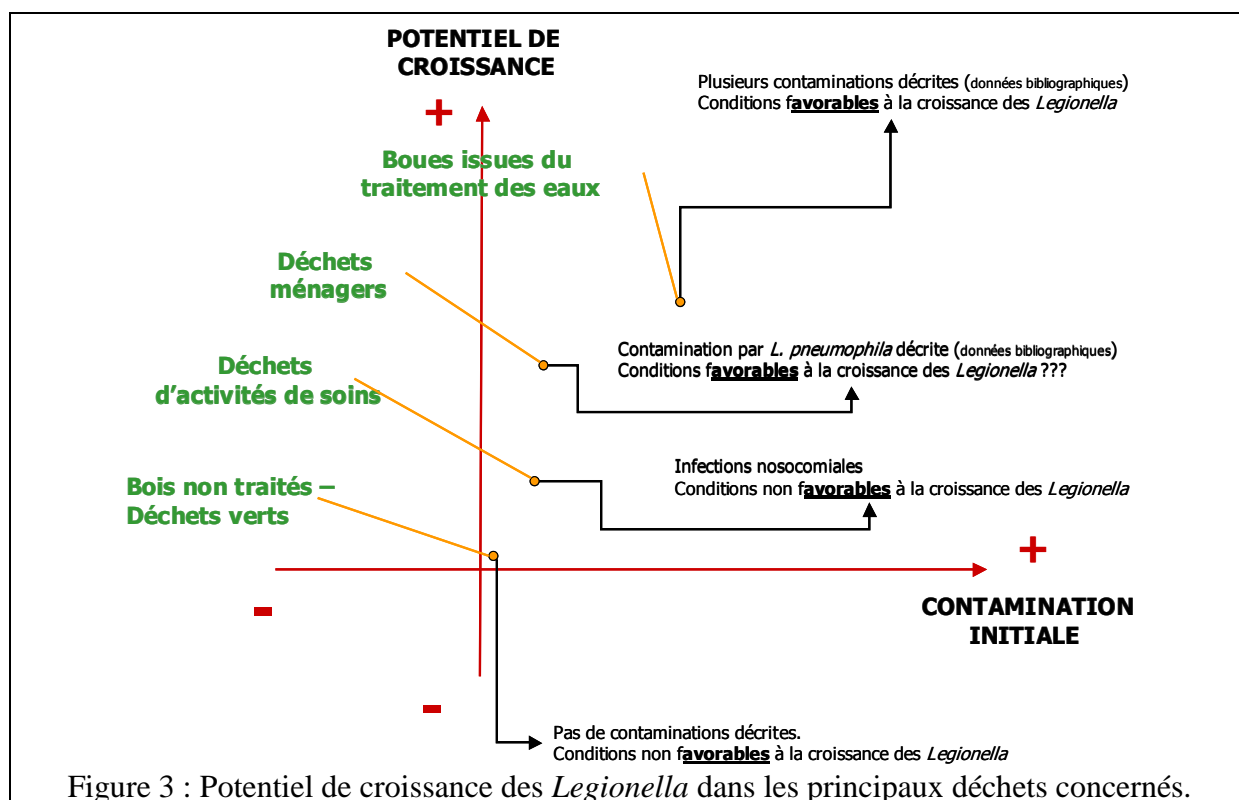 POTENTIEL DE
CROISSANCE
+
Plusieurs contaminations décrites (données bibliographiques)
Conditions favorables à la croissance des Legionella
Boues issues du
traitement des eaux
Déchets
ménagers
Contamination par L. pneumophila décrite (données bibliographiques)
Conditions favorables à la croissance des Legionella ???
Déchets
d’activités de soins
Infections nosocomiales
Conditions non favorables à la croissance des Legionella
Bois non traités –
Déchets verts
+
-
CONTAMINATION
INITIALE
-
Pas de contaminations décrites.
Conditions non favorables à la croissance des Legionella
Figure 3 : Potentiel de croissance des Legionella dans les principaux déchets concernés.